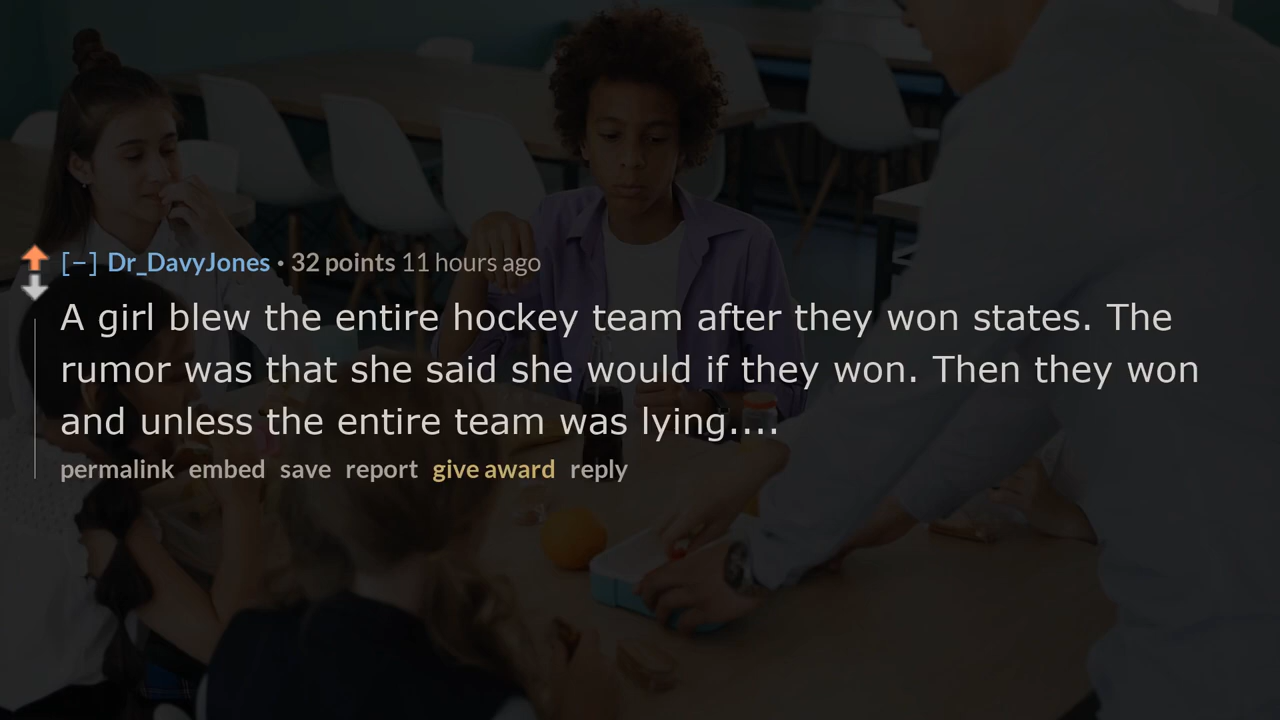 [−] Dr_DavyJones · 32 points 11 hours ago
A girl blew the entire hockey team after they won states. The
rumor was that she said she would if they won. Then they won
and unless the entire team was lying....
permalink embed save report give award reply